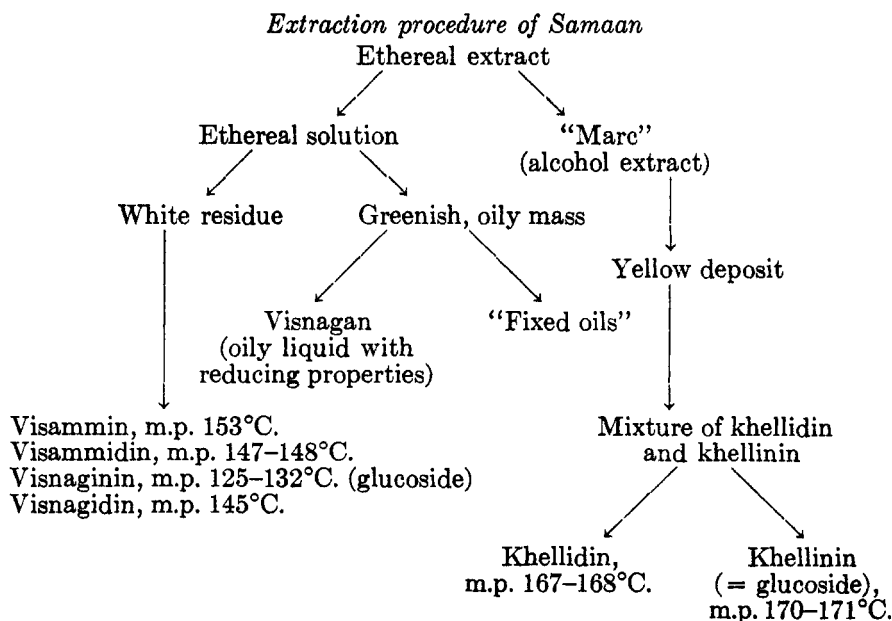 Extraction procedure of Samaan
Ethereal extract
Ethereal solution
“Marc”
(alcohol extract)
White residue
Greenish, oily mass
Yellow deposit
Visnagan
(oily liquid with
reducing properties)
“Fixed oils”
Visammin, m.p. 153°C.
Visammidin, m.p. 147–148°C.
Visnaginin, m.p. 125–132°C. (glucoside)
Visnagidin, m.p. 145°C.
Mixture of khellidin
and khellinin
Khellidin,
m.p. 167–168°C.
Khellinin
(= glucoside),
m.p. 170–171°C.